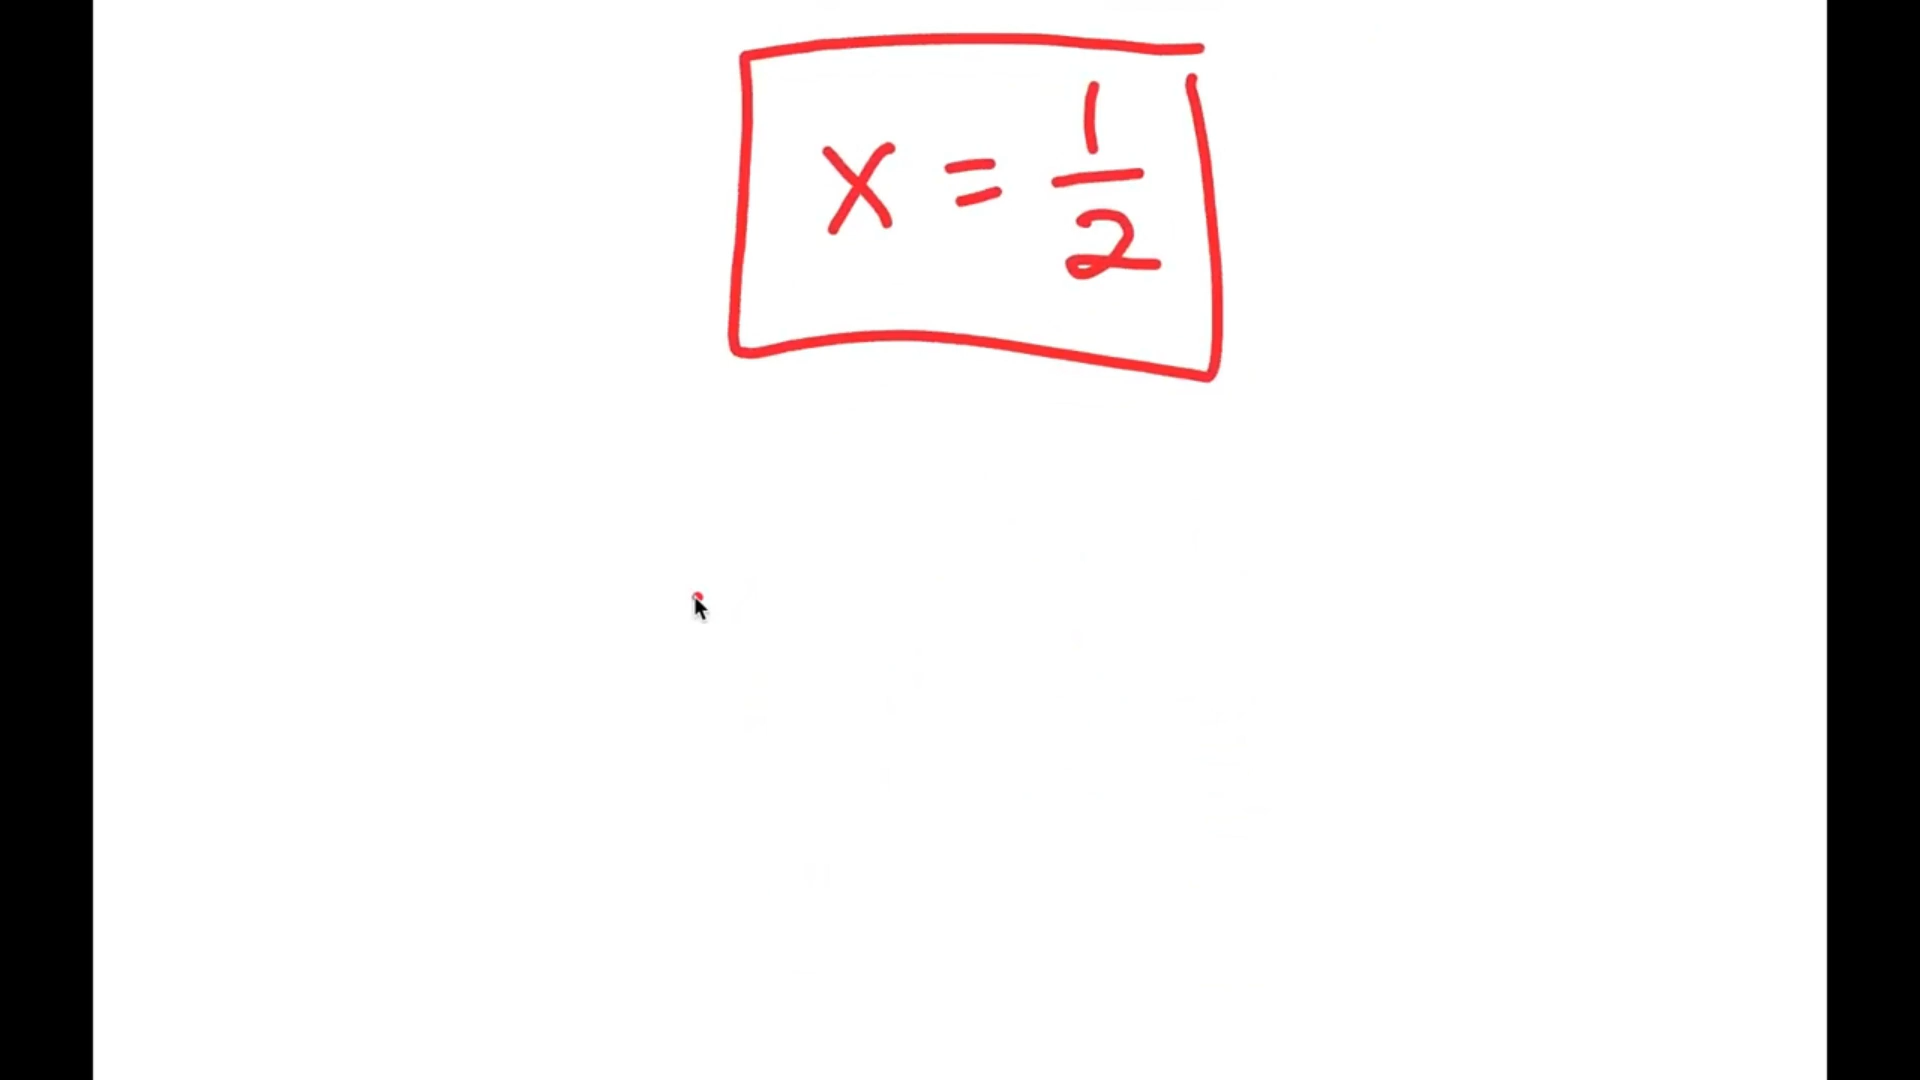 x = 1/2